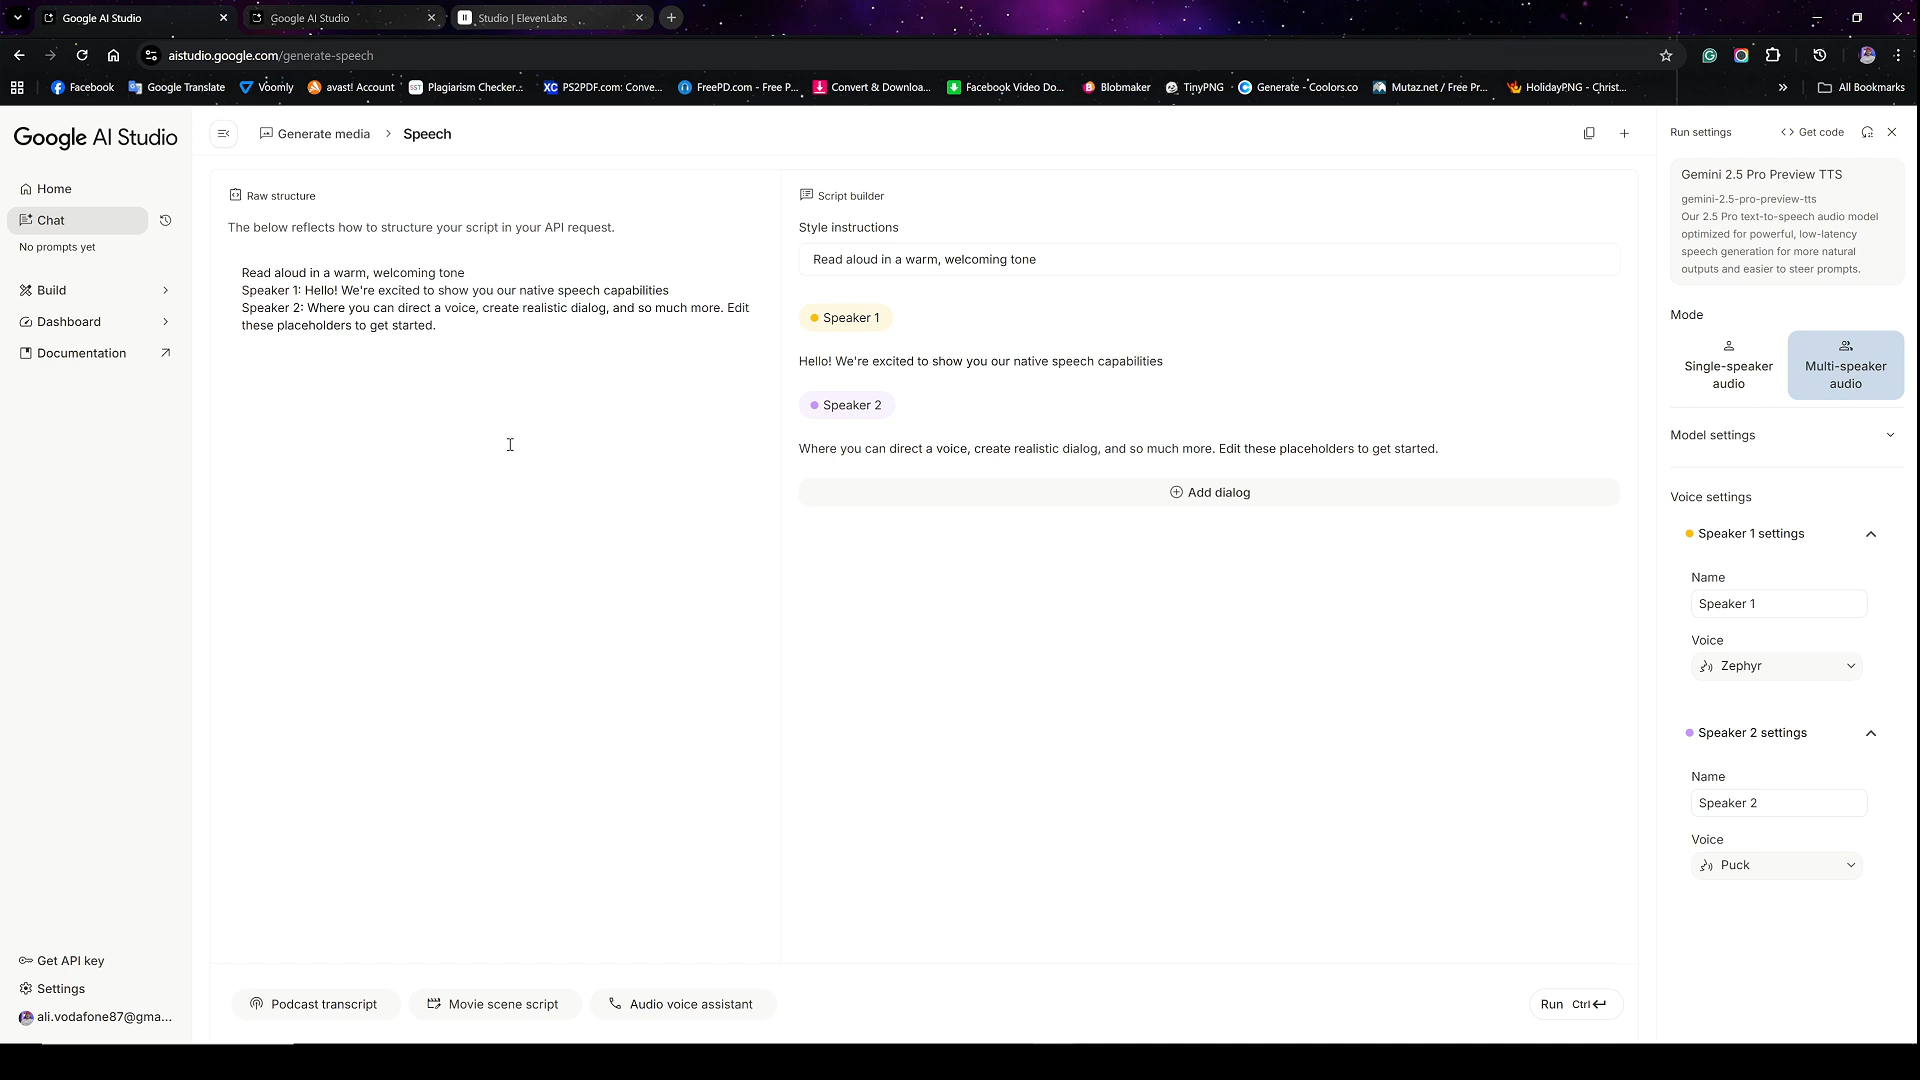 Google AI Studio
Google AI Studio
Studio | ElevenLabs
aistudio.google.com/generate-speech
Facebook
Google Translate
Voomly
avast! Account
SST
Plagiarism Checker...
XC
PS2PDF.com: Conve...
FreePD.com - Free P...
Convert & Downloa...
Facebook Video Do...
Blobmaker
TinyPNG
Generate - Coolors.co
Mutaz.net / Free Pr...
HolidayPNG - Christ...
All Bookmarks
Google AI Studio
Home
Chat
No prompts yet
Build
Dashboard
Documentation
Get API key
Settings
ali.vodafone87@gma...
Generate media
Speech
Raw structure
The below reflects how to structure your script in your API request.
Read aloud in a warm, welcoming tone
Speaker 1: Hello! We're excited to show you our native speech capabilities
Speaker 2: Where you can direct a voice, create realistic dialog, and so much more. Edit
these placeholders to get started.
Script builder
Style instructions
Read aloud in a warm, welcoming tone
Speaker 1
Hello! We're excited to show you our native speech capabilities
Speaker 2
Where you can direct a voice, create realistic dialog, and so much more. Edit these placeholders to get started.
Add dialog
Podcast transcript
Movie scene script
Audio voice assistant
Run Ctrl
Run settings
Get code
Gemini 2.5 Pro Preview TTS
gemini-2.5-pro-preview-tts
Our 2.5 Pro text-to-speech audio model
optimized for powerful, low-latency
speech generation for more natural
outputs and easier to steer prompts.
Mode
Single-speaker
audio
Multi-speaker
audio
Model settings
Voice settings
Speaker 1 settings
Name
Speaker 1
Voice
Zephyr
Speaker 2 settings
Name
Speaker 2
Voice
Puck